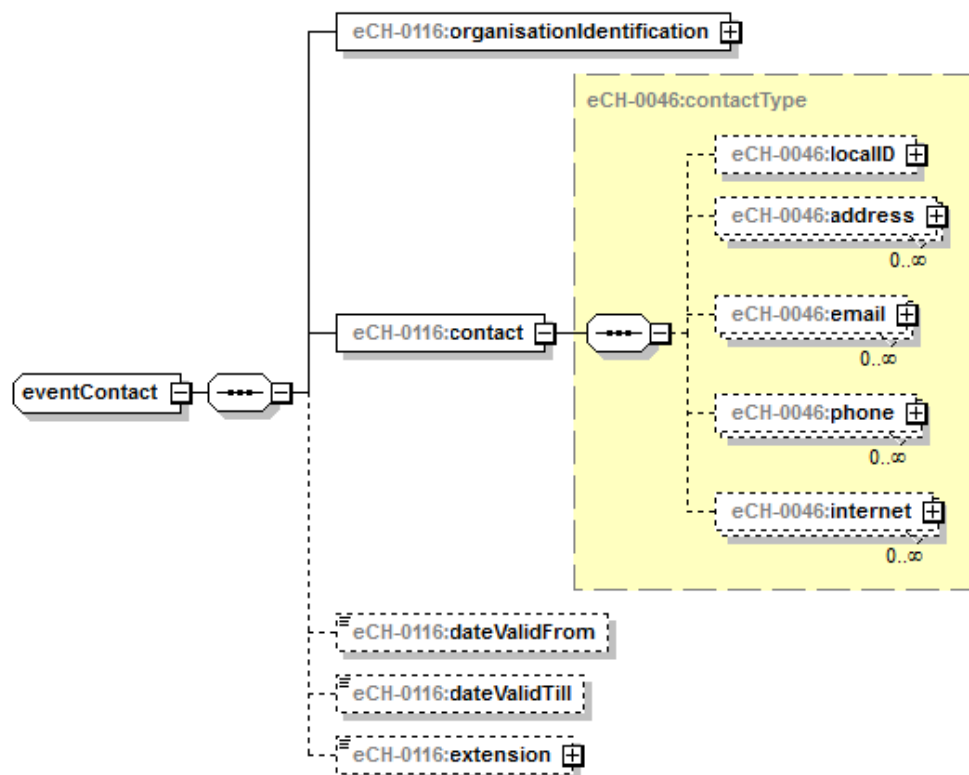 eCH-0116:organisationIdentification
eCH-0046:contactType
eCH-0046:localID
eCH-0046:address
0..∞
eCH-0046:email
0..∞
eCH-0116:contact
eventContact
eCH-0046:phone
0..∞
eCH-0046:internet
0..∞
eCH-0116:dateValidFrom
eCH-0116:dateValidTill
eCH-0116:extension